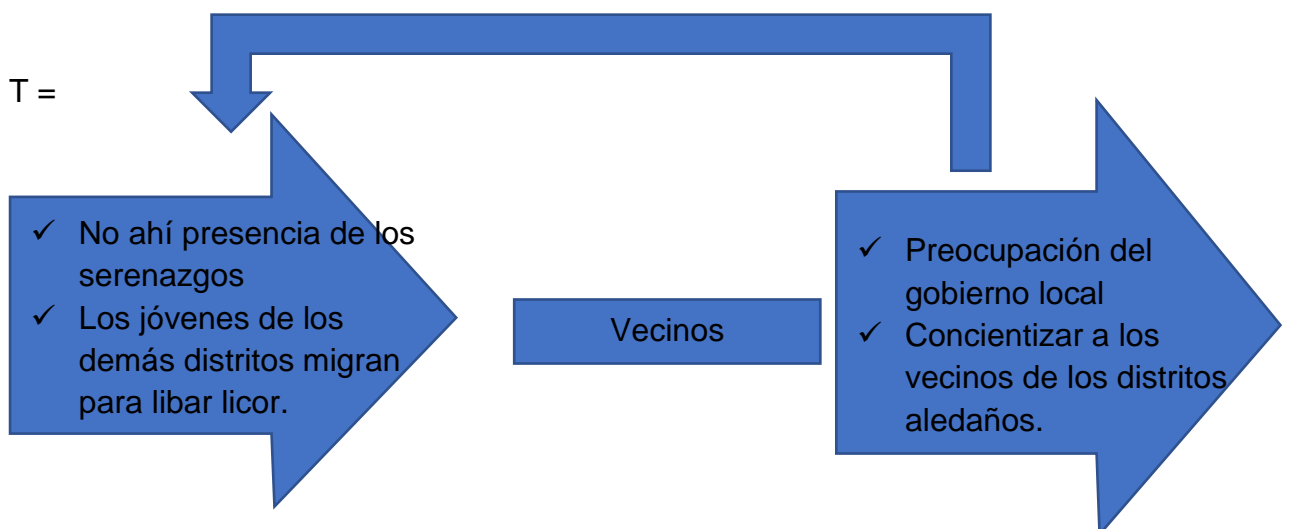 T =
✓ No ahí presencia de los
serenazgos
✓ Los jóvenes de los
demás distritos migran
para libar licor.
Vecinos
✓ Preocupación del
gobierno local
✓ Concientizar a los
vecinos de los distritos
aledaños.